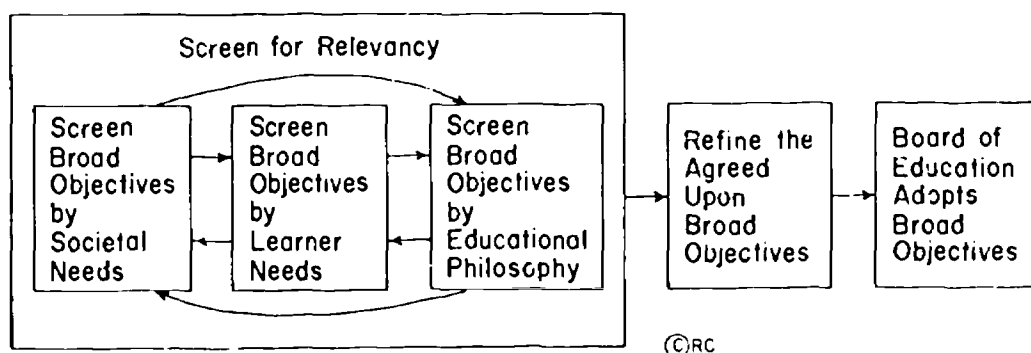 Screen for Relevancy
Screen
Broad
Objectives
by
Societal
Needs
Screen
Broad
Objectives
by
Learner
Needs
Screen
Broad
Objectives
by
Educational
Philosophy
Refine the
Agreed
Upon
Broad
Objectives
Board of
Education
Adopts
Broad
Objectives
©RC